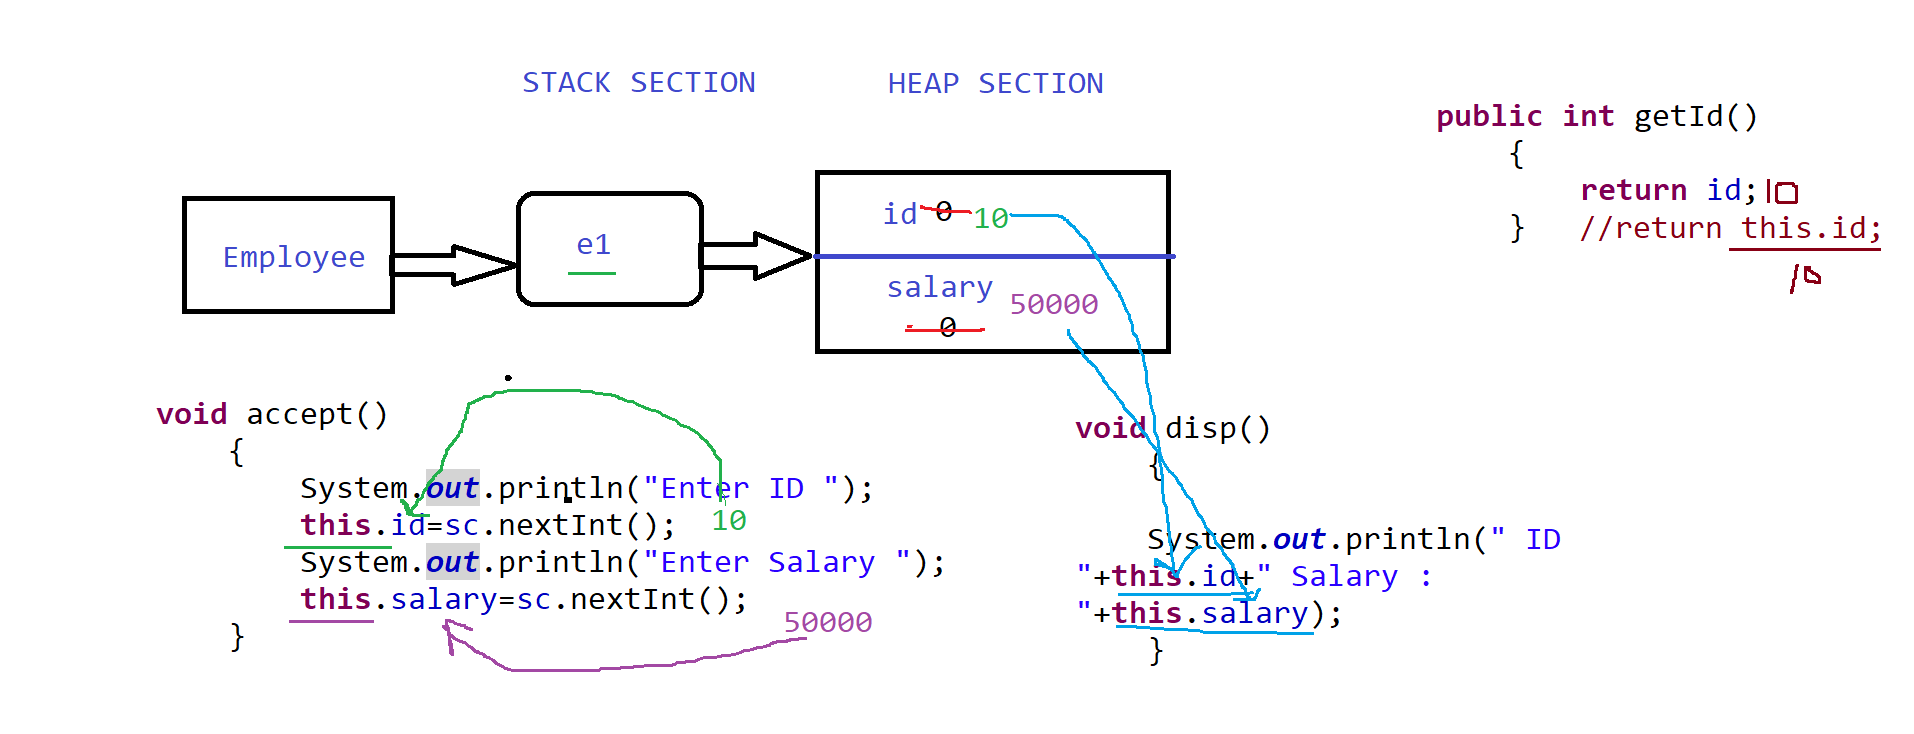 STACK SECTION
HEAP SECTION
Employee
e1
id 0 10
salary
50000
0
public int getId()
{
return id; 10
} //return this.id;
10
void accept()
{
System.out.println("Enter ID ");
this.id=sc.nextInt();
10
System.out.println("Enter Salary ");
this.salary=sc.nextInt();
50000
}
void disp()
{
System.out.println(" ID
"+this.id+" Salary :
"+this.salary);
}